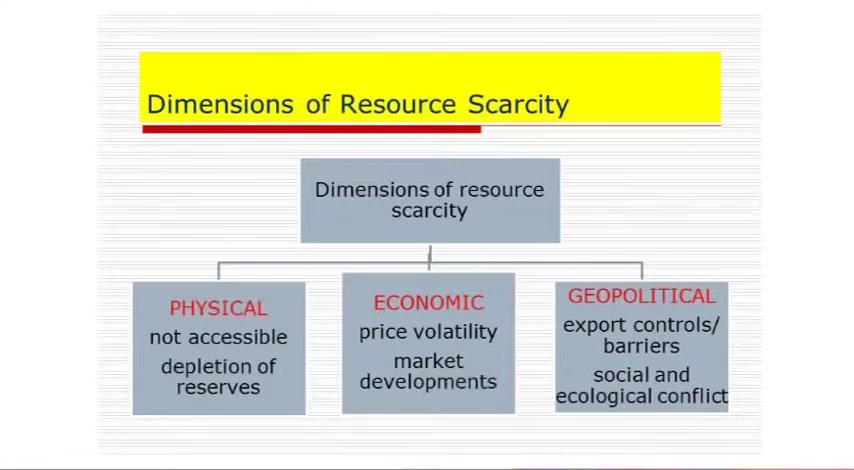 Dimensions of Resource Scarcity
Dimensions of resource
scarcity
PHYSICAL
not accessible
depletion of
reserves
ECONOMIC
price volatility
market
developments
GEOPOLITICAL
export controls/
barriers
social and
ecological conflict